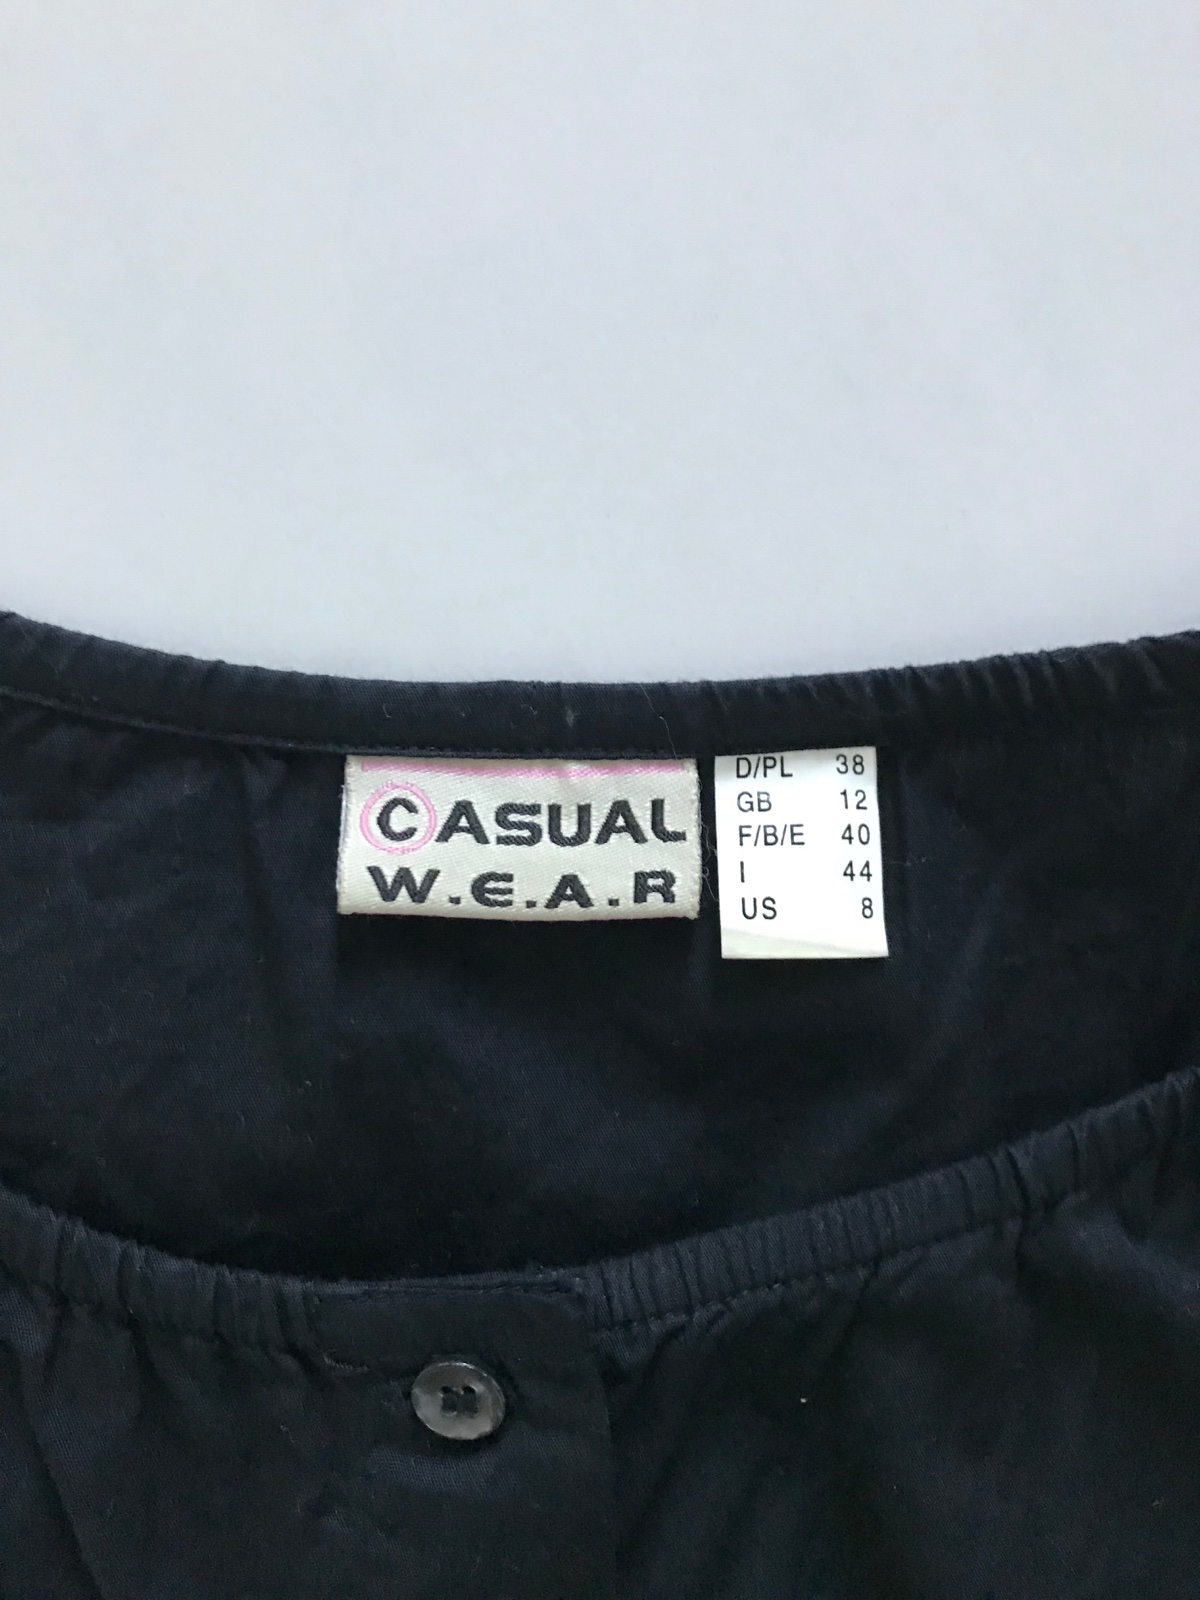 CASUAL
W.E.A.R
D/PL 38
GB 12
F/B/E 40
I 44
US 8